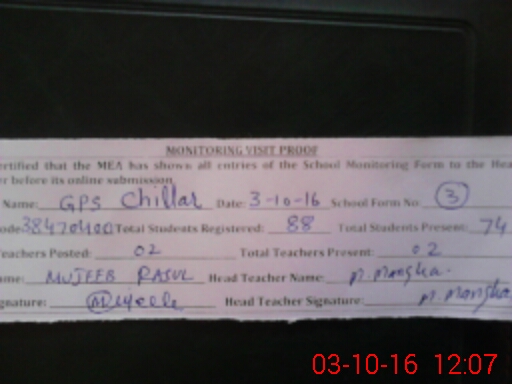 MONITORING VISIT PROOF
ertified that the MEA has shown all entries of the School Monitoring Form to the Hea
er before its online submission
Name: GPS Chillar Date: 3-10-16 School Form No 3
ode Total Students Registered: 88 Total Students Present: 74
eachers Posted: 02 Total Teachers Present: 02
ame: MUJEEB RASUL Head Teacher Name:
gnature: Mujeeb Head Teacher Signature:
03-10-16 12:07